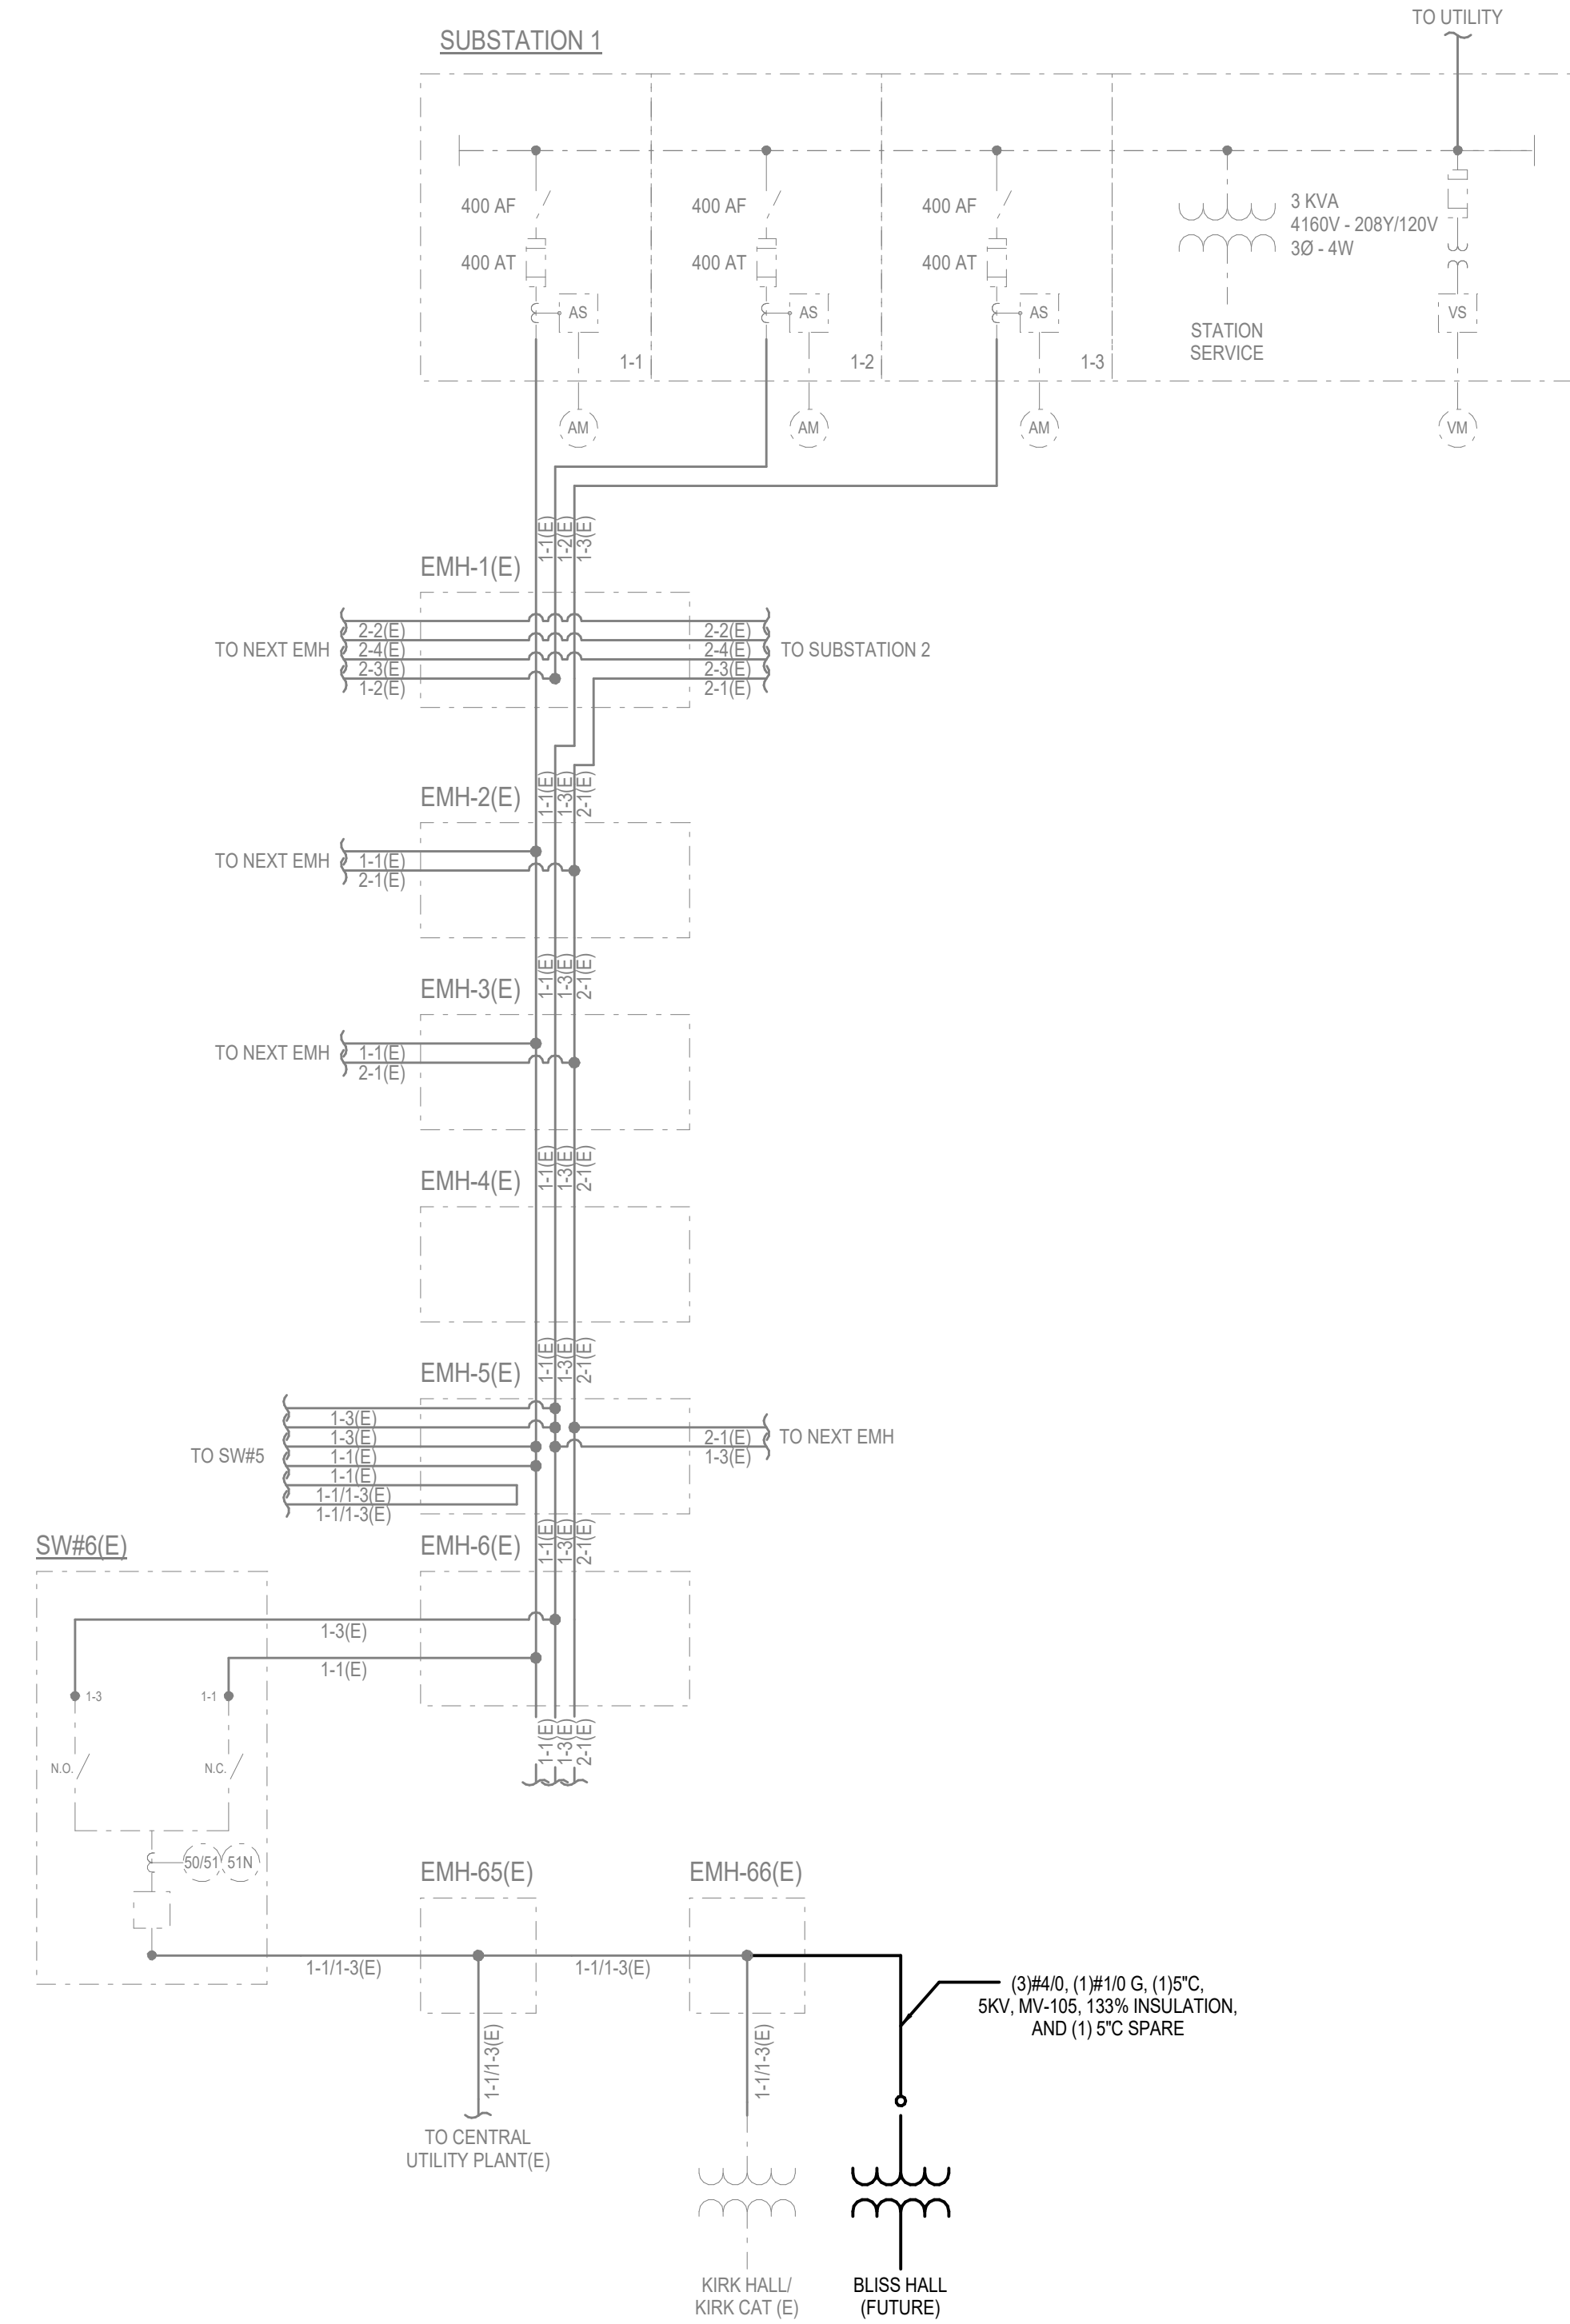 TO UTILITY
SUBSTATION 1
400 AF
400 AF
400 AF
3 KVA
4160V - 208Y/120V
3Ø - 4W
400 AT
400 AT
400 AT
AS
AS
AS
VS
STATION
SERVICE
1-1
1-2
1-3
AM
AM
AM
VM
1-1(E)
1-2(E)
1-3(E)
EMH-1(E)
TO NEXT EMH
2-2(E)
2-4(E)
2-3(E)
1-2(E)
2-2(E)
2-4(E)
2-3(E)
2-1(E)
TO SUBSTATION 2
1-1(E)
1-3(E)
2-1(E)
EMH-2(E)
TO NEXT EMH
1-1(E)
2-1(E)
1-1(E)
1-3(E)
2-1(E)
EMH-3(E)
TO NEXT EMH
1-1(E)
2-1(E)
1-1(E)
1-3(E)
2-1(E)
EMH-4(E)
1-1(E)
1-3(E)
2-1(E)
EMH-5(E)
TO SW#5
1-3(E)
1-3(E)
1-1(E)
1-1(E)
1-1/1-3(E)
1-1/1-3(E)
2-1(E)
1-3(E)
TO NEXT EMH
1-1(E)
1-3(E)
2-1(E)
SW#6(E)
EMH-6(E)
1-3(E)
1-1(E)
1-3
1-1
N.O.
N.C.
1-1(E)
1-3(E)
2-1(E)
50/51
51N
EMH-65(E)
EMH-66(E)
1-1/1-3(E)
1-1/1-3(E)
1-1/1-3(E)
1-1/1-3(E)
(3)#4/0, (1)#1/0 G, (1)5"C,
5KV, MV-105, 133% INSULATION,
AND (1) 5"C SPARE
TO CENTRAL
UTILITY PLANT(E)
KIRK HALL/
KIRK CAT (E)
BLISS HALL
(FUTURE)